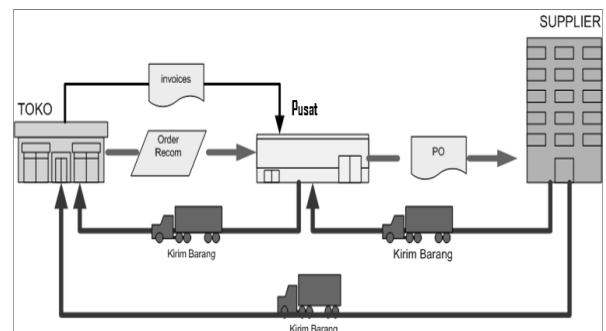 SUPPLIER
invoices
TOKO
Pusat
Order
Recom
PO
Kirim Barang
Kirim Barang
Kirim Barang